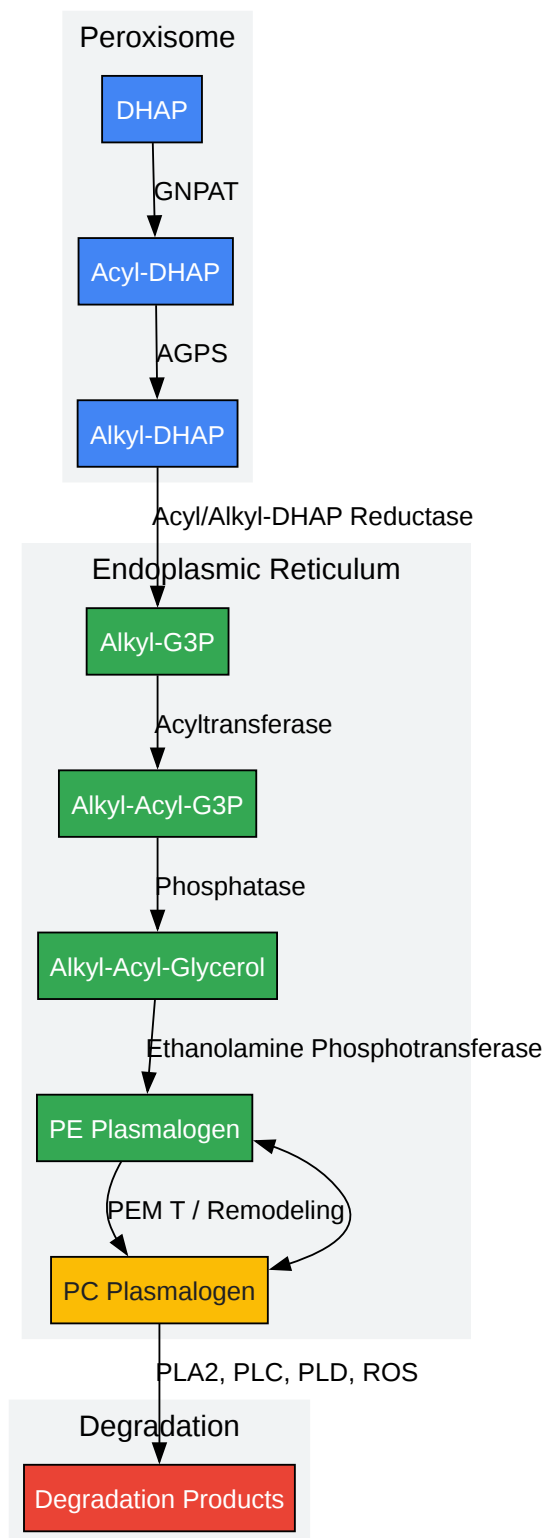 Peroxisome
DHAP
GNPAT
Acyl-DHAP
AGPS
Alkyl-DHAP
Acyl/Alkyl-DHAP Reductase
Endoplasmic Reticulum
Alkyl-G3P
Acyltransferase
Alkyl-Acyl-G3P
Phosphatase
Alkyl-Acyl-Glycerol
Ethanolamine Phosphotransferase
PE Plasmalogen
PEM T / Remodeling
PC Plasmalogen
PLA2, PLC, PLD, ROS
Degradation
Degradation Products